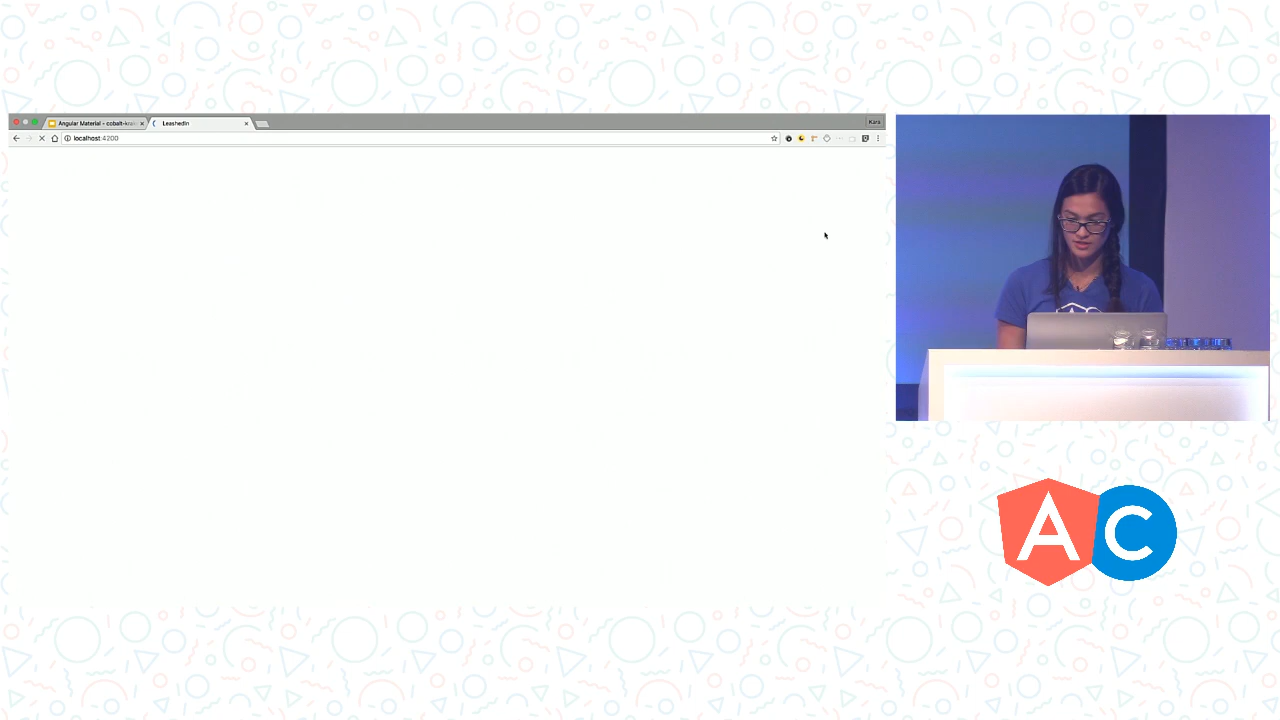 Angular Material - cobalt-kra
LeashedIn
Kara
localhost:4200
A C